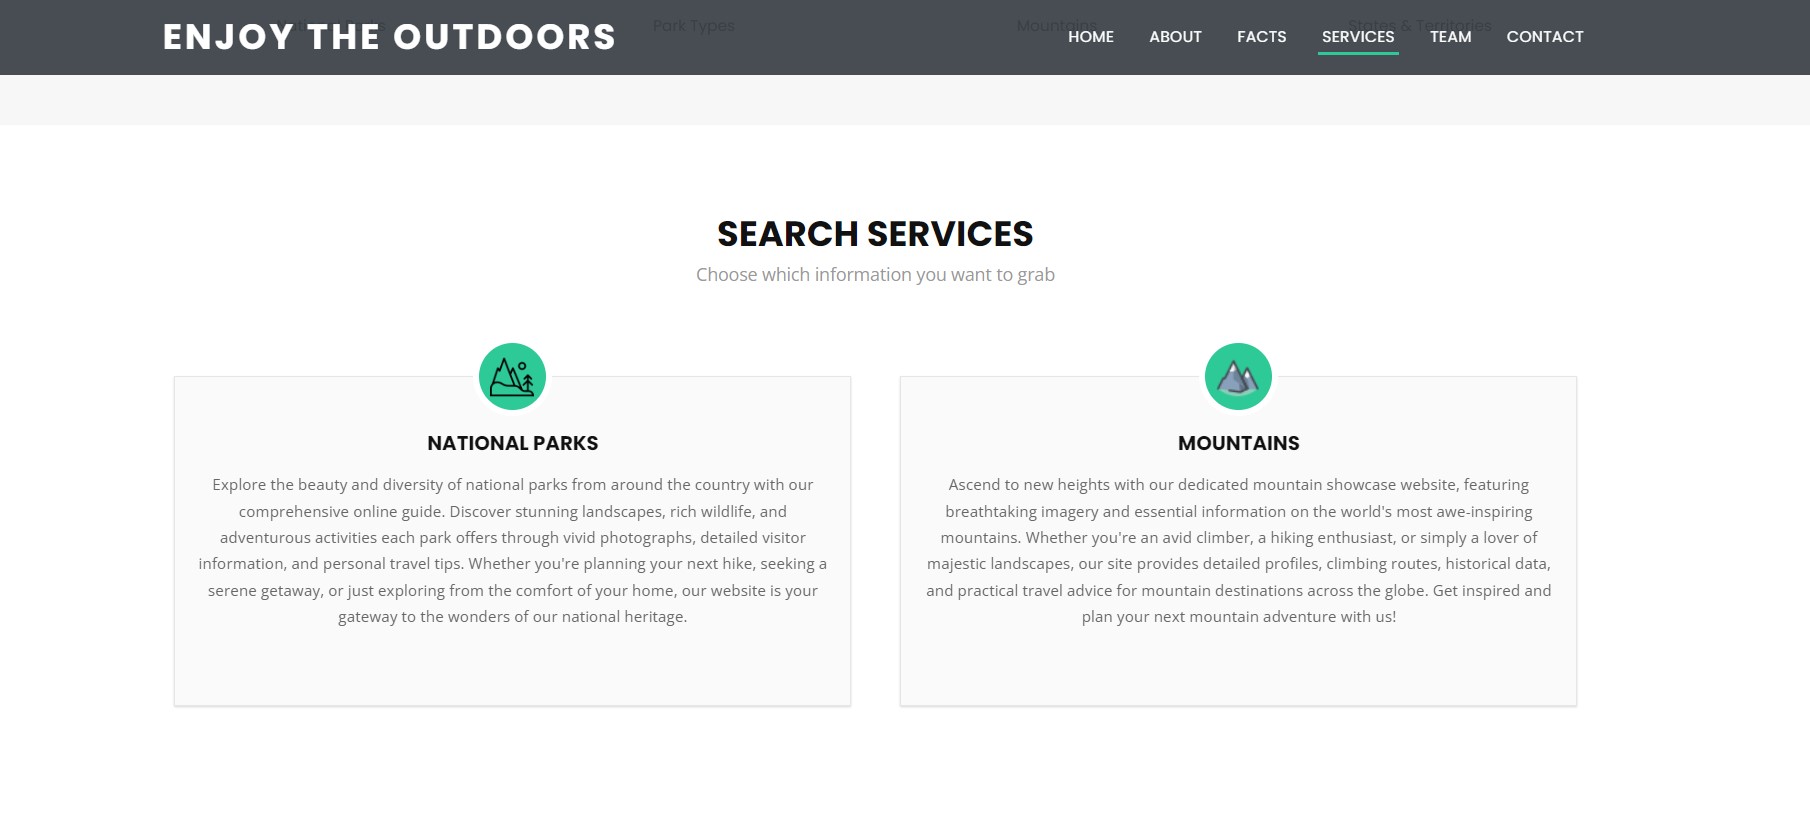 National Parks Park Types Mountains States & Territories
ENJOY THE OUTDOORS
HOME ABOUT FACTS SERVICES TEAM CONTACT
SEARCH SERVICES
Choose which information you want to grab
NATIONAL PARKS
Explore the beauty and diversity of national parks from around the country with our
comprehensive online guide. Discover stunning landscapes, rich wildlife, and
adventurous activities each park offers through vivid photographs, detailed visitor
information, and personal travel tips. Whether you're planning your next hike, seeking a
serene getaway, or just exploring from the comfort of your home, our website is your
gateway to the wonders of our national heritage.
MOUNTAINS
Ascend to new heights with our dedicated mountain showcase website, featuring
breathtaking imagery and essential information on the world's most awe-inspiring
mountains. Whether you're an avid climber, a hiking enthusiast, or simply a lover of
majestic landscapes, our site provides detailed profiles, climbing routes, historical data,
and practical travel advice for mountain destinations across the globe. Get inspired and
plan your next mountain adventure with us!